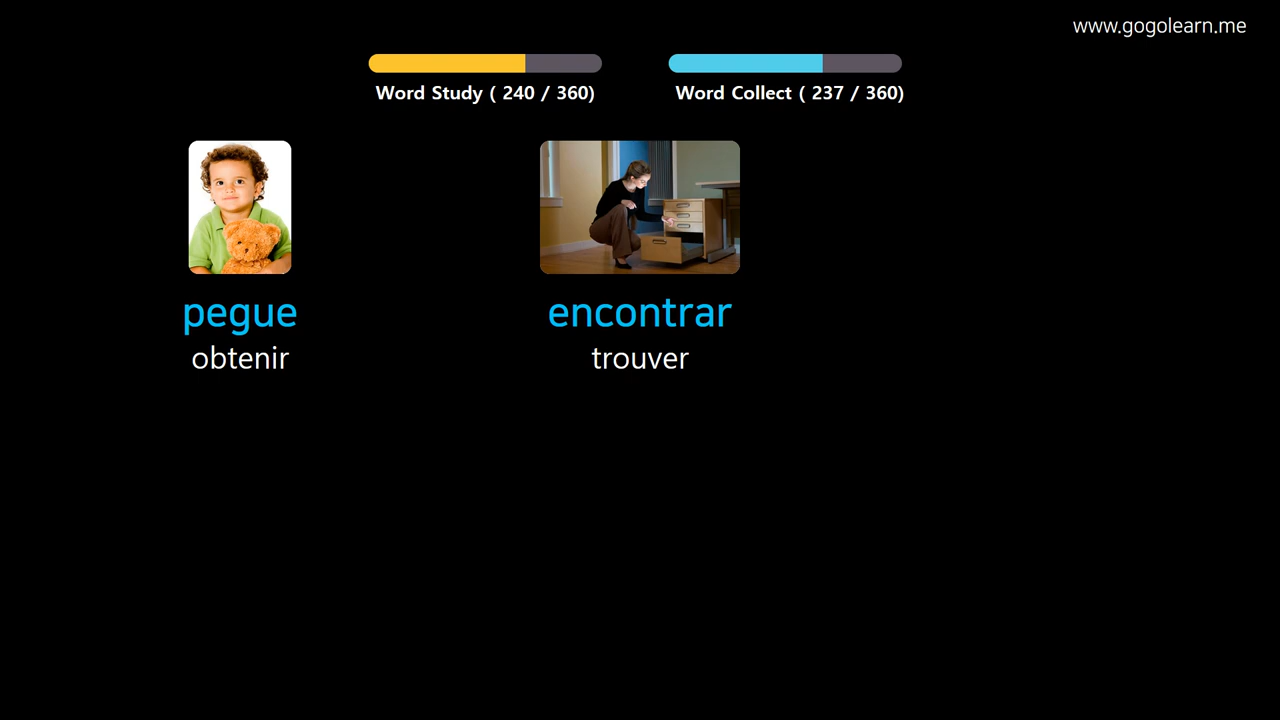 www.gogolearn.me
Word Study ( 240 / 360)
Word Collect ( 237 / 360)
pegue
obtenir
encontrar
trouver